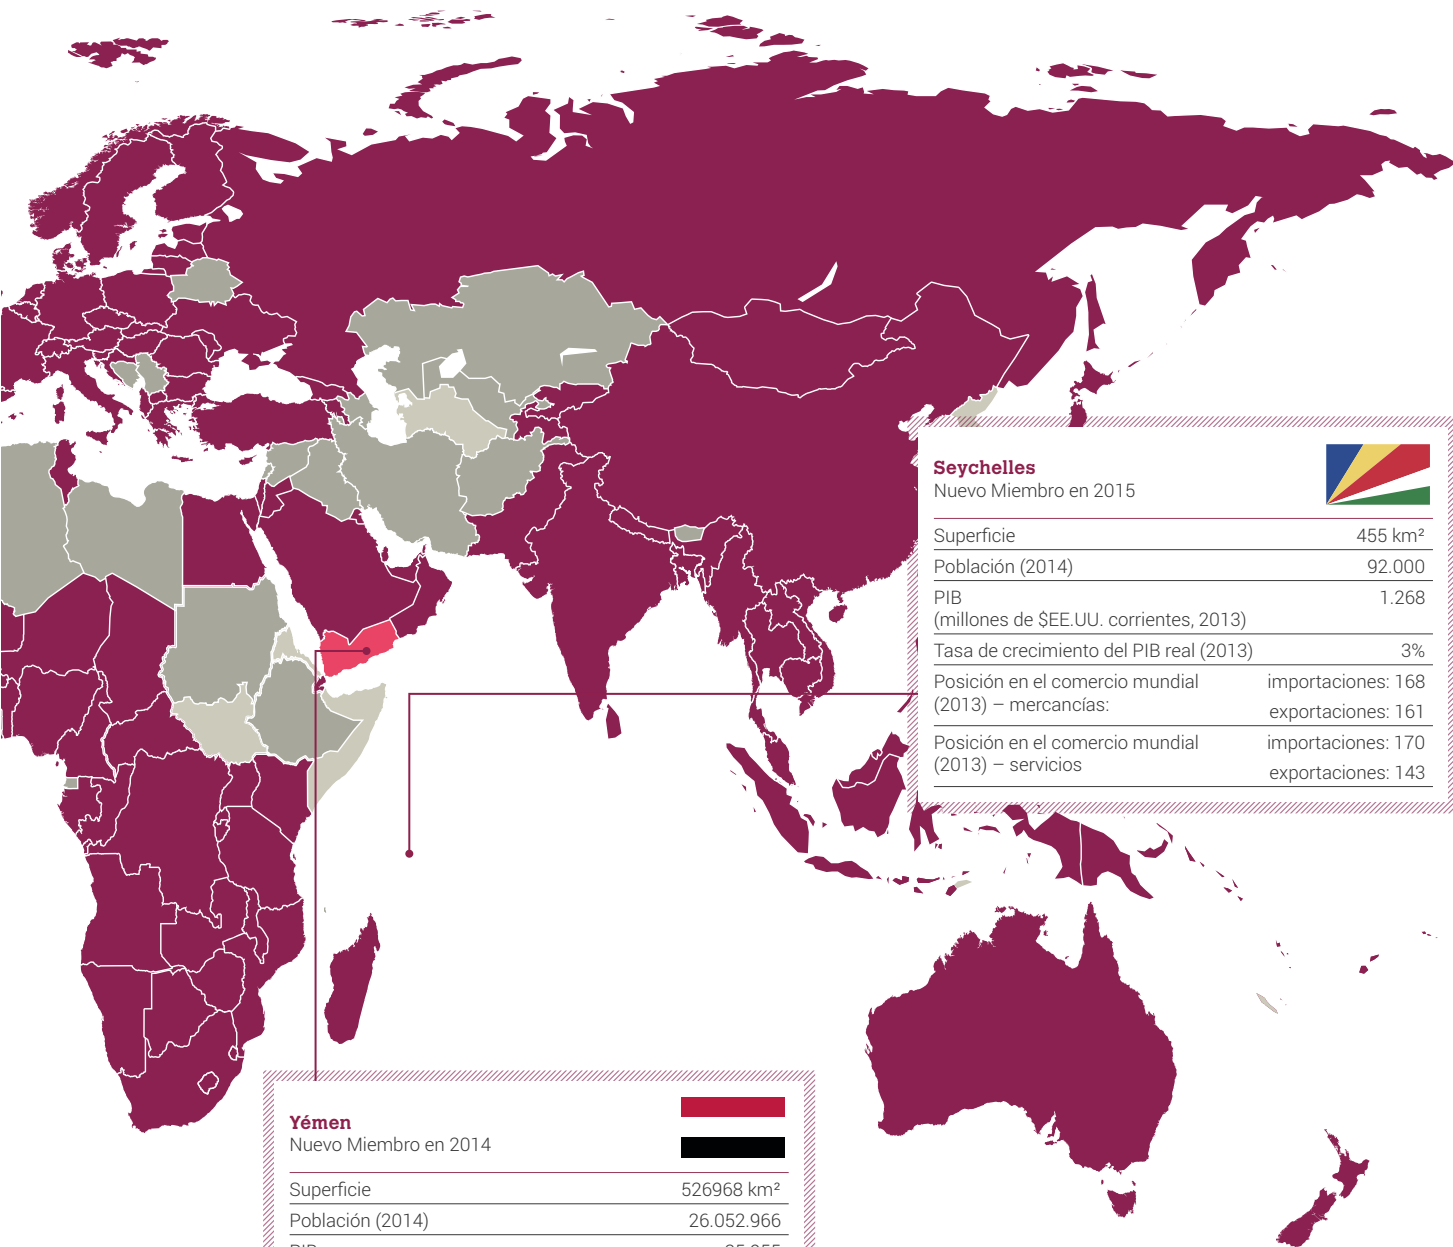 Seychelles
Nuevo Miembro en 2015
Superficie 455 km²
Población (2014) 92.000
PIB 1.268
(millones de $EE.UU. corrientes, 2013)
Tasa de crecimiento del PIB real (2013) 3%
Posición en el comercio mundial importaciones: 168
(2013) – mercancías:
exportaciones: 161
Posición en el comercio mundial importaciones: 170
(2013) – servicios
exportaciones: 143
Yémen
Nuevo Miembro en 2014
Superficie 526968 km²
Población (2014) 26.052.966